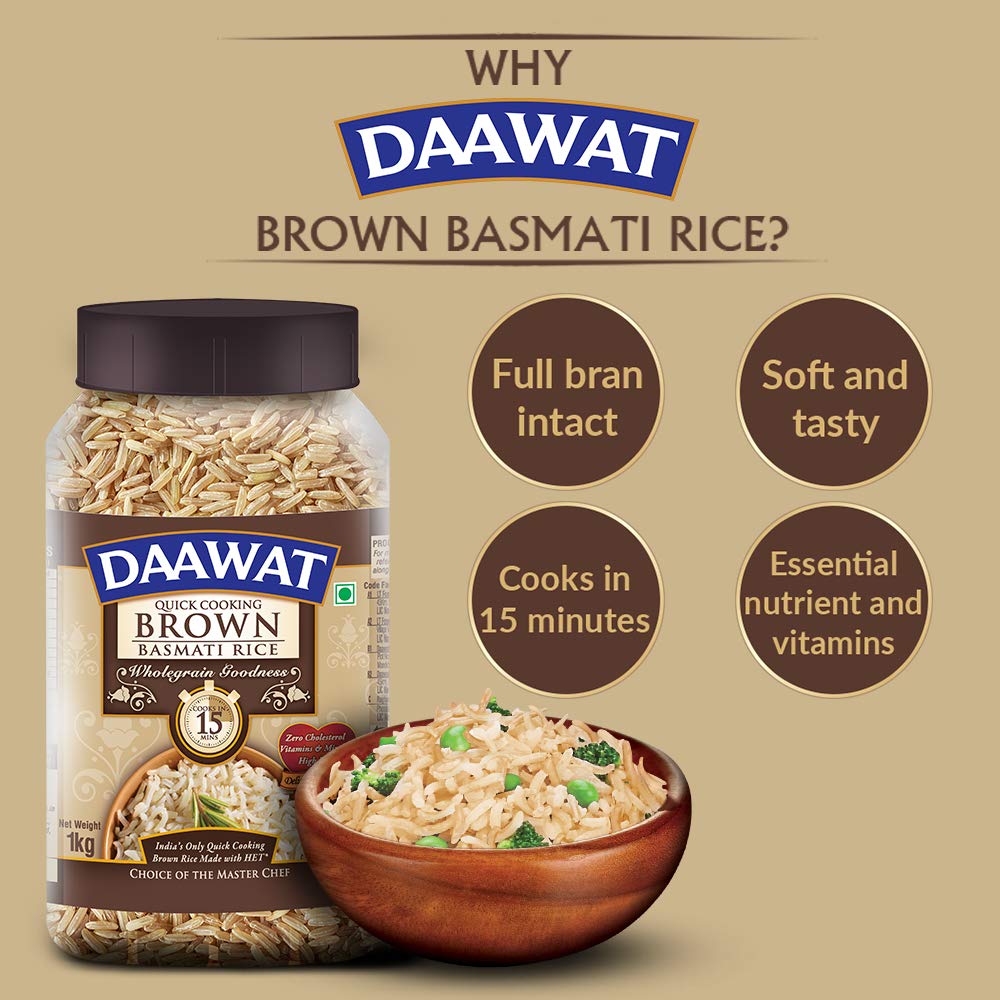 WHY
DAAWAT
BROWN BASMATI RICE?
Full bran
intact
Soft and
tasty
Cooks in
15 minutes
Essential
nutrient and
vitamins
DAAWAT
QUICK COOKING
BROWN
BASMATI RICE
Wholegrain Goodness
COOKS IN
15
MINS
Zero Cholesterol
Vitamins &
High
Net Weight
1kg
India's Only Quick Cooking
Brown Rice Made with HET*
CHOICE OF THE MASTER CHEF